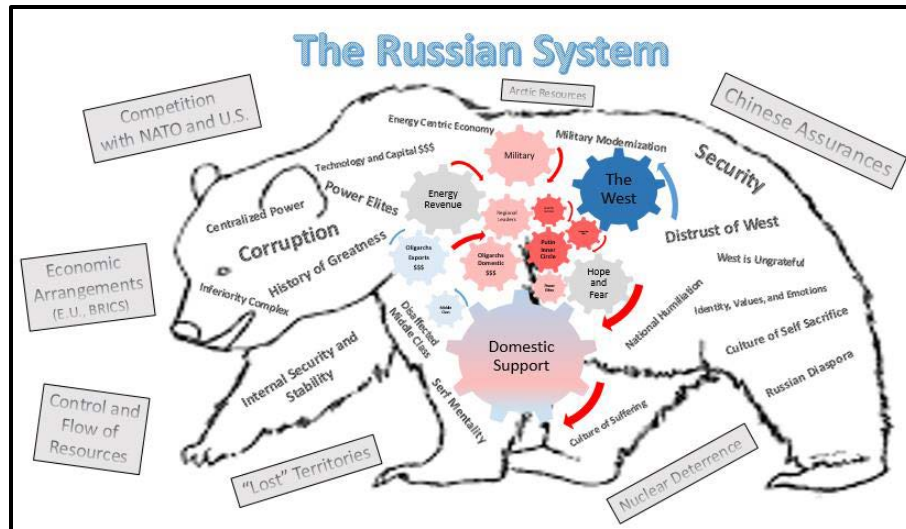 The Russian System
Arctic Resources
Competition
with NATO and U.S.
Chinese Assurances
Energy Centric Economy
Military Modernization
Military
Security
Technology and Capital $$$
The
West
Power Elites
Energy
Revenue
Centralized Power
Regional
Leaders
Corruption
Distrust of West
History of Greatness
Putin
Inner
Circle
Oligarchs
Exports
$$$
Oligarchs
Domestic
$$$
West is Ungrateful
Economic
Arrangements
(E.U., BRICS)
Inferiority Complex
Hope
and
Fear
Power
Elites
Identity, Values, and Emotions
National Humiliation
Middle
Class
Disaffected
Middle Class
Culture of Self Sacrifice
Domestic
Support
Internal Security and
Stability
Russian Diaspora
Serf Mentality
Control and
Flow of
Resources
Culture of Suffering
"Lost" Territories
Nuclear Deterrence